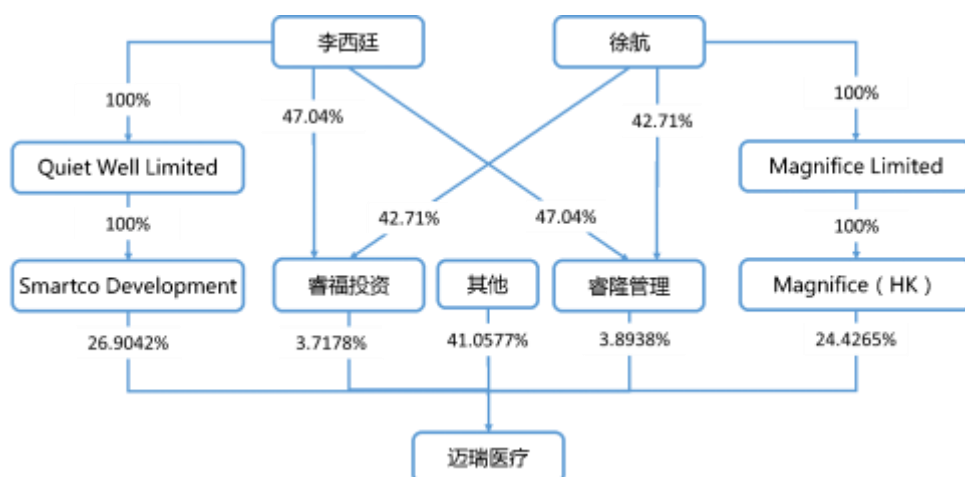 李西廷
徐航
100%
47.04%
42.71%
100%
Quiet Well Limited
Magnifice Limited
100%
42.71%
47.04%
100%
Smartco Development
睿福投资
其他
睿隆管理
Magnifice（HK）
26.9042%
3.7178%
41.0577%
3.8938%
24.4265%
迈瑞医疗